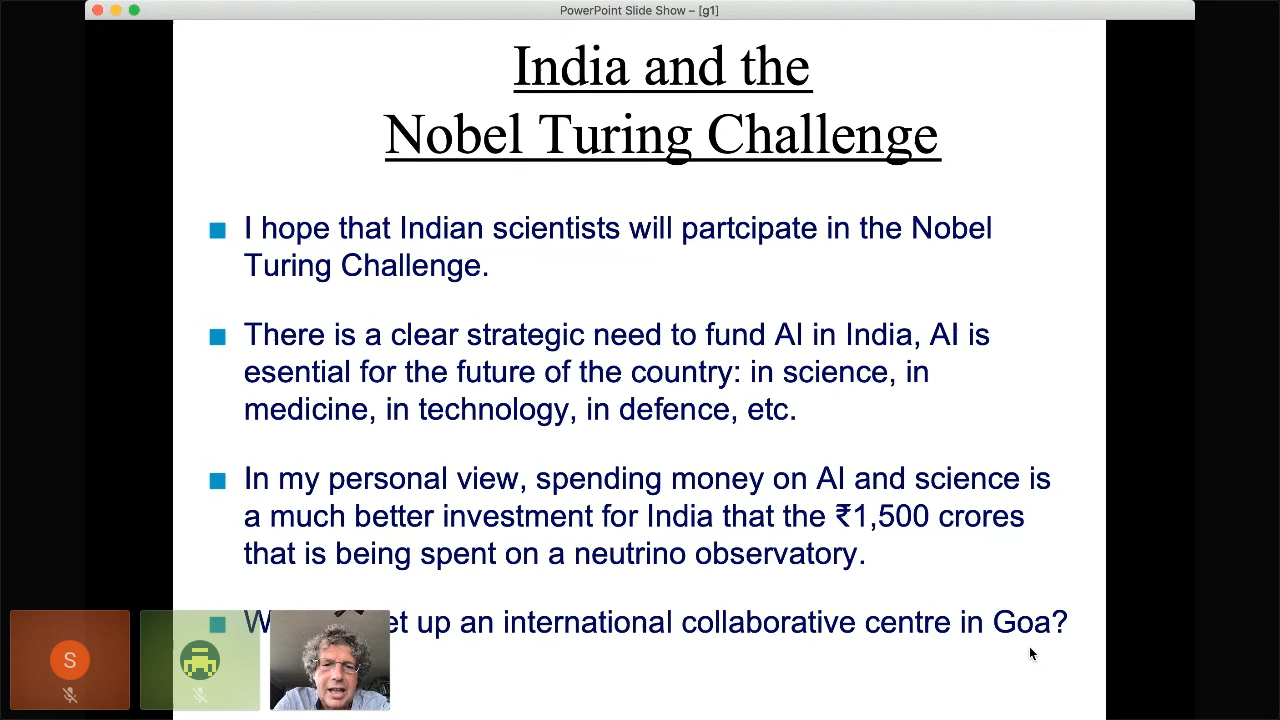 PowerPoint Slide Show – [g1]
India and the
Nobel Turing Challenge
I hope that Indian scientists will partcipate in the Nobel
Turing Challenge.
There is a clear strategic need to fund AI in India, AI is
esential for the future of the country: in science, in
medicine, in technology, in defence, etc.
In my personal view, spending money on AI and science is
a much better investment for India that the ₹1,500 crores
that is being spent on a neutrino observatory.
up an international collaborative centre in Goa?
S